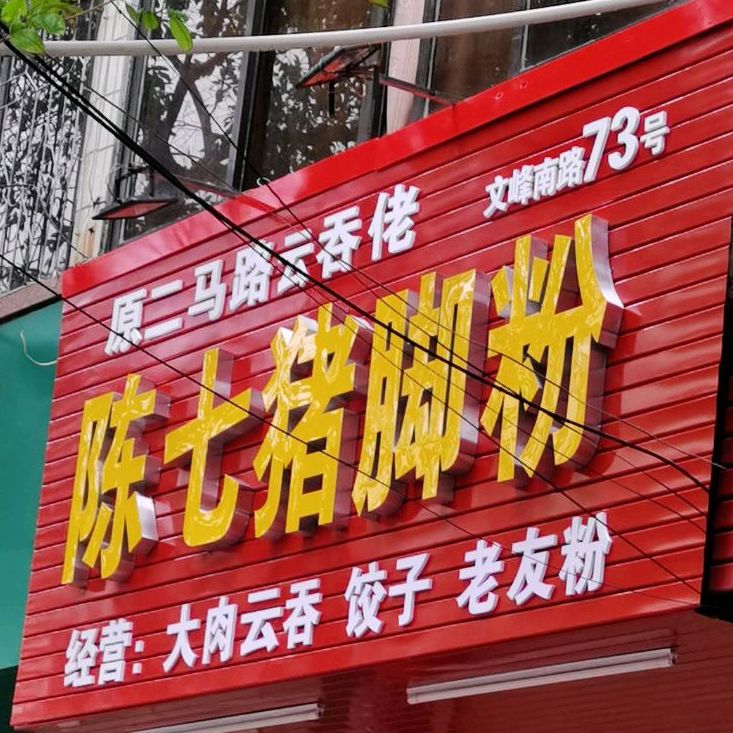 文峰南路73号
原二马路云吞佬
陈七猪脚粉
经营：大肉云吞 饺子 老友粉